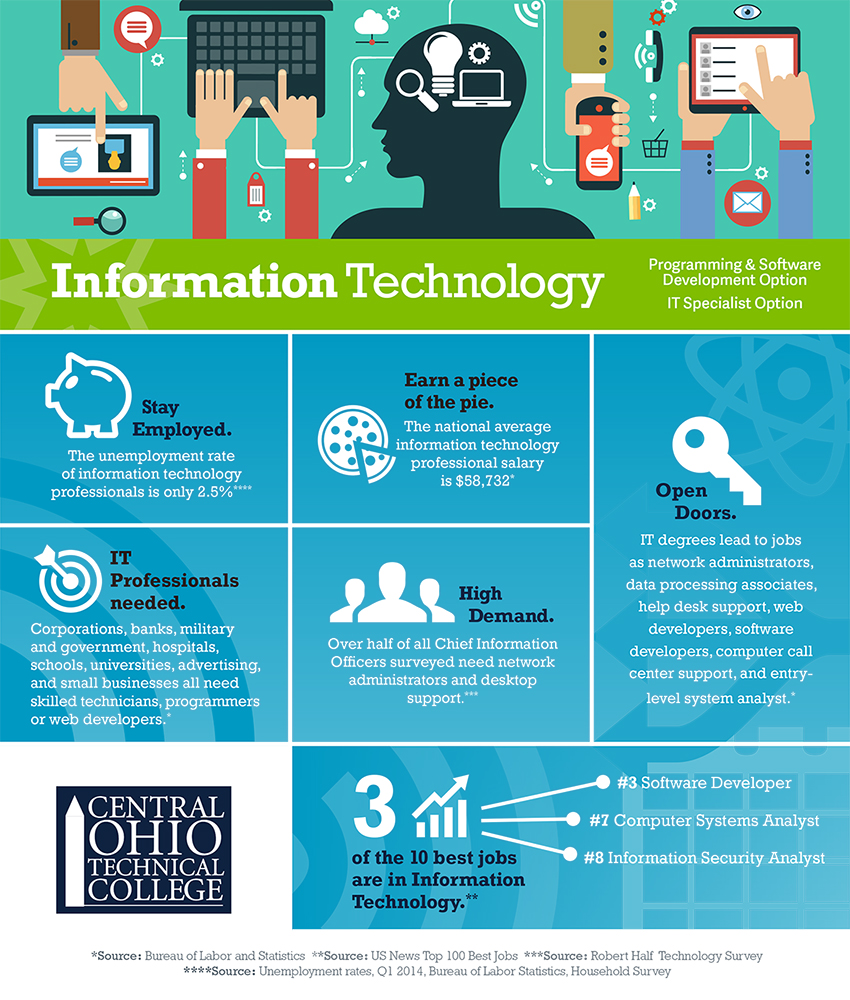 Information Technology
Programming & Software
Development Option
IT Specialist Option
Stay
Employed.
The unemployment rate
of information technology
professionals is only 2.5%****
Earn a piece
of the pie.
The national average
information technology
professional salary
is $58,732*
Open
Doors.
IT degrees lead to jobs
as network administrators,
data processing associates,
help desk support, web
developers, software
developers, computer call
center support, and entry-
level system analyst.*
IT
Professionals
needed.
Corporations, banks, military
and government, hospitals,
schools, universities, advertising,
and small businesses all need
skilled technicians, programmers
or web developers.*
High
Demand.
Over half of all Chief Information
Officers surveyed need network
administrators and desktop
support.***
CENTRAL
OHIO
TECHNICAL
COLLEGE
3
of the 10 best jobs
are in Information
Technology.**
#3 Software Developer
#7 Computer Systems Analyst
#8 Information Security Analyst
*Source: Bureau of Labor and Statistics **Source: US News Top 100 Best Jobs ***Source: Robert Half Technology Survey
****Source: Unemployment rates, Q1 2014, Bureau of Labor Statistics, Household Survey